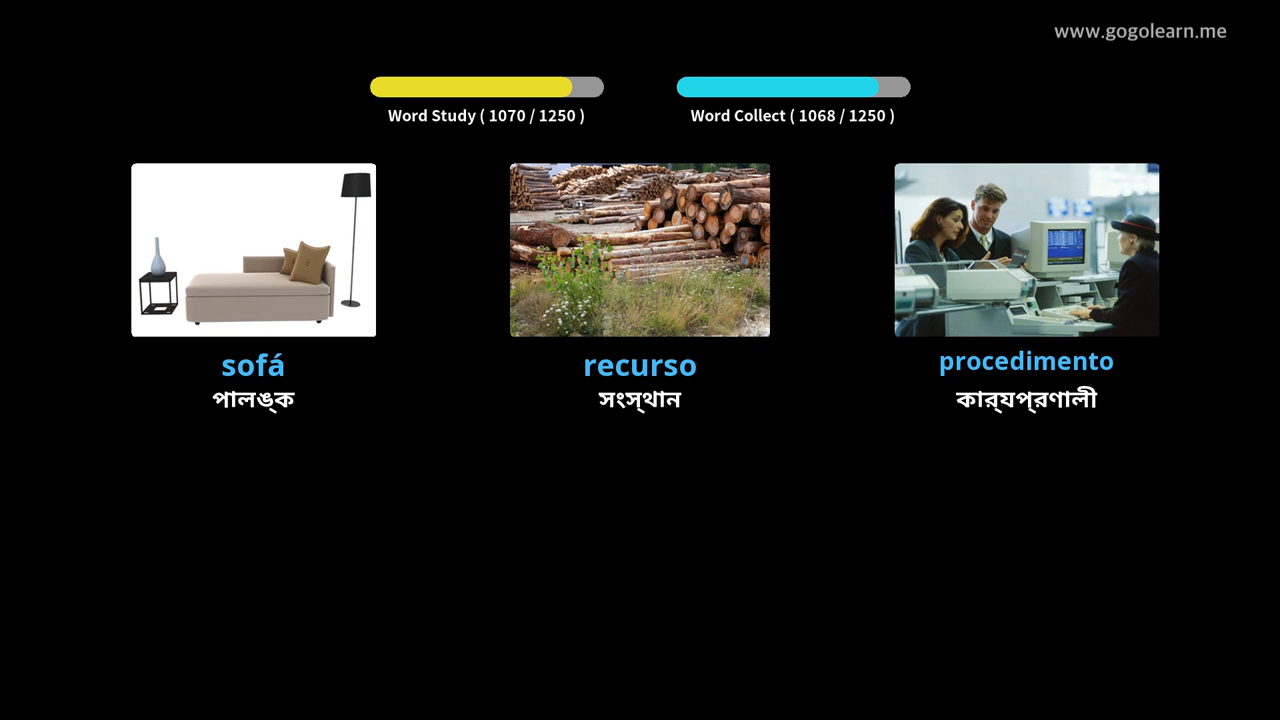 www.gogolearn.me
Word Study ( 1070 / 1250 )
Word Collect ( 1068 / 1250 )
sofá
recurso
procedimento
পালঙ্ক
সংস্থান
কার্যপ্রণালী